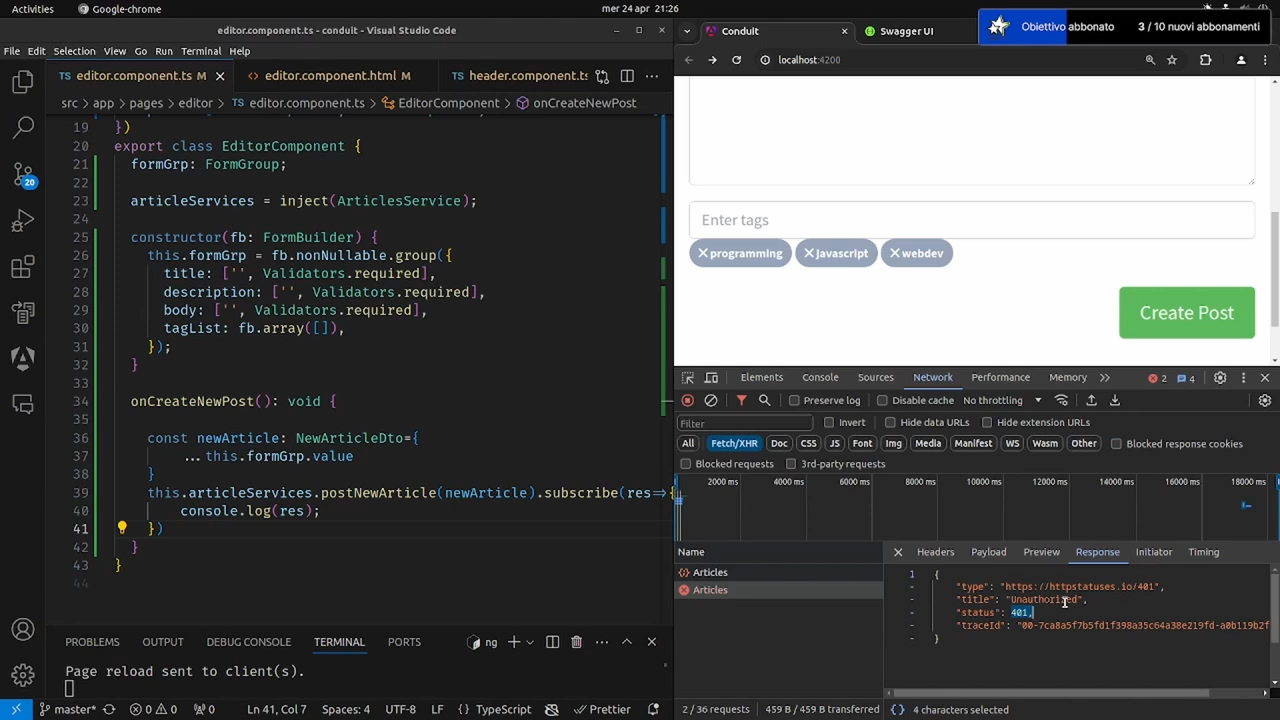 Activities
Google-chrome
mer 24 apr 21:26
Obiettivo abbonato
3 / 10 nuovi abbonamenti
editor.component.ts - conduit - Visual Studio Code
File Edit Selection View Go Run Terminal Help
editor.component.ts M
editor.component.html M
header.component.ts
src > app > pages > editor > editor.component.ts > EditorComponent > onCreateNewPost
19 })
20 export class EditorComponent {
21 formGrp: FormGroup;
22
23 articleServices = inject(ArticlesService);
24
25 constructor(fb: FormBuilder) {
26 this.formGrp = fb.nonNullable.group({
27 title: ['', Validators.required],
28 description: ['', Validators.required],
29 body: ['', Validators.required],
30 tagList: fb.array([]),
31 });
32 }
33
34 onCreateNewPost(): void {
35
36 const newArticle: NewArticleDto={
37 ...this.formGrp.value
38 }
39 this.articleServices.postNewArticle(newArticle).subscribe(res=>{
40 console.log(res);
41 })
42 }
43 }
44
20
PROBLEMS OUTPUT TERMINAL PORTS
ng
Page reload sent to client(s).
master* 0 0 0 Ln 41, Col 7 Spaces: 4 UTF-8 LF TypeScript Prettier
Conduit
Swagger UI
localhost:4200
Enter tags
programming Javascript webdev
Create Post
Elements Console Sources Network Performance Memory 2 4
Preserve log Disable cache No throttling
Filter Invert Hide data URLs Hide extension URLs
All Fetch/XHR Doc CSS JS Font Img Media Manifest WS Wasm Other Blocked response cookies
Blocked requests 3rd-party requests
2000 ms 4000 ms 6000 ms 8000 ms 10000 ms 12000 ms 14000 ms 16000 ms 18000 ms
Name Headers Payload Preview Response Initiator Timing
Articles
Articles
1 {
- "type": "https://httpstatuses.io/401",
- "title": "Unauthorized",
- "status": 401,
- "traceId": "00-7ca8a5f7b5fd1f398a35c64a38e219fd-a0b119b2f
- }
2 / 36 requests 459 B / 459 B transferred {} 4 characters selected